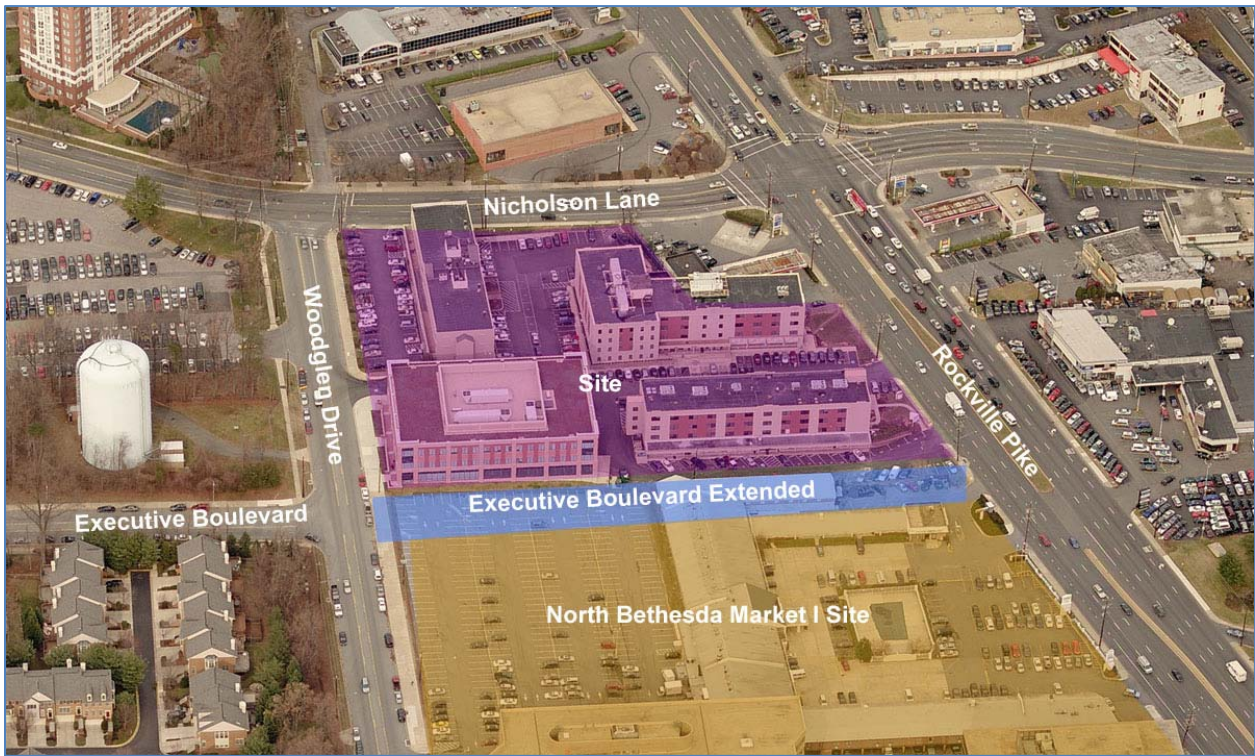 Nicholson Lane
Woodglen Drive
Site
Rockville Pike
Executive Boulevard Extended
Executive Boulevard
North Bethesda Market I Site